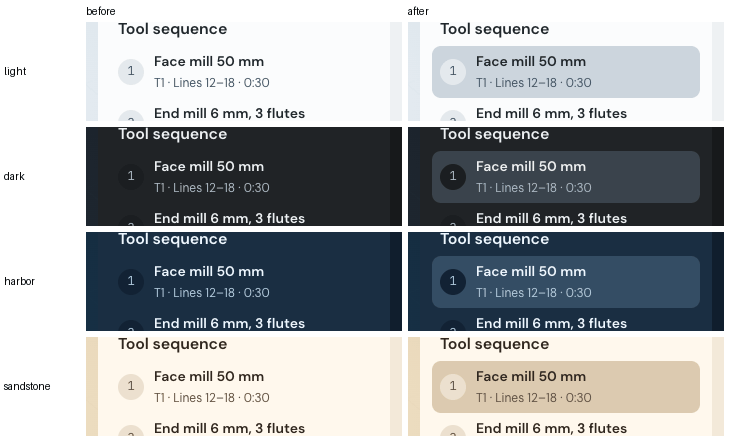 before after
light
Tool sequence Tool sequence
1 Face mill 50 mm 1 Face mill 50 mm
T1 · Lines 12–18 · 0:30 T1 · Lines 12–18 · 0:30
End mill 6 mm, 3 flutes End mill 6 mm, 3 flutes
dark
Tool sequence Tool sequence
1 Face mill 50 mm 1 Face mill 50 mm
T1 · Lines 12–18 · 0:30 T1 · Lines 12–18 · 0:30
End mill 6 mm, 3 flutes End mill 6 mm, 3 flutes
harbor
Tool sequence Tool sequence
1 Face mill 50 mm 1 Face mill 50 mm
T1 · Lines 12–18 · 0:30 T1 · Lines 12–18 · 0:30
End mill 6 mm, 3 flutes End mill 6 mm, 3 flutes
sandstone
Tool sequence Tool sequence
1 Face mill 50 mm 1 Face mill 50 mm
T1 · Lines 12–18 · 0:30 T1 · Lines 12–18 · 0:30
End mill 6 mm, 3 flutes End mill 6 mm, 3 flutes